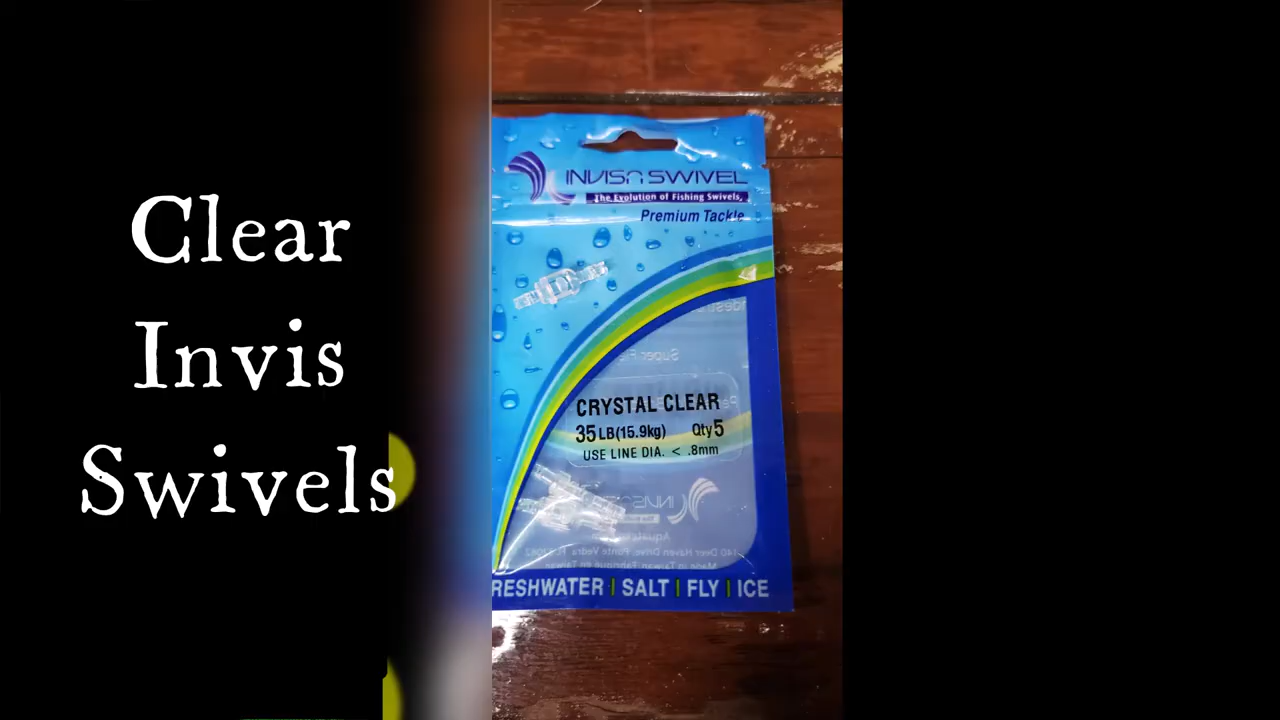 Clear
Invis
Swivels
INVISA SWIVEL
The Evolution of Fishing Swivels,
Premium Tackle
CRYSTAL CLEAR
35 LB(15.9kg) Qty 5
USE LINE DIA. < .8mm
RESHWATER | SALT | FLY | ICE